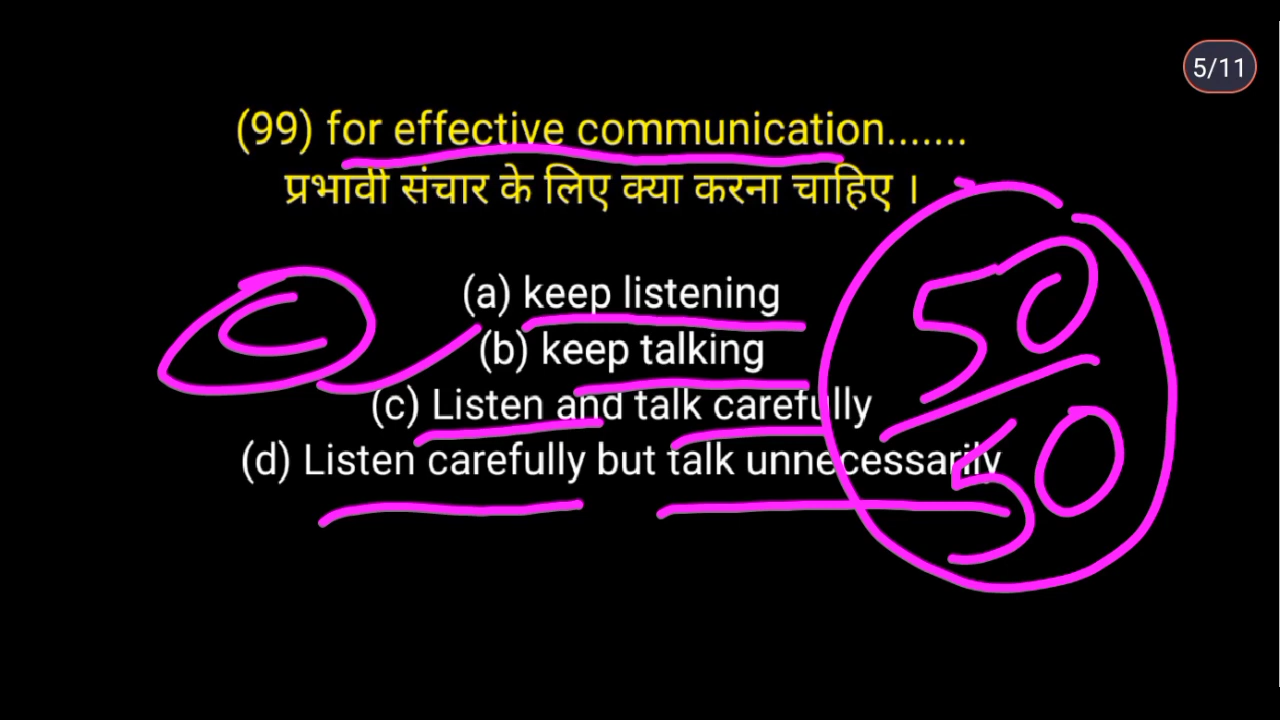 5/11
(99) for effective communication.......
प्रभावी संचार के लिए क्या करना चाहिए ।
(a) keep listening
(b) keep talking
(c) Listen and talk carefully
(d) Listen carefully but talk unnecessarily
C
50
50